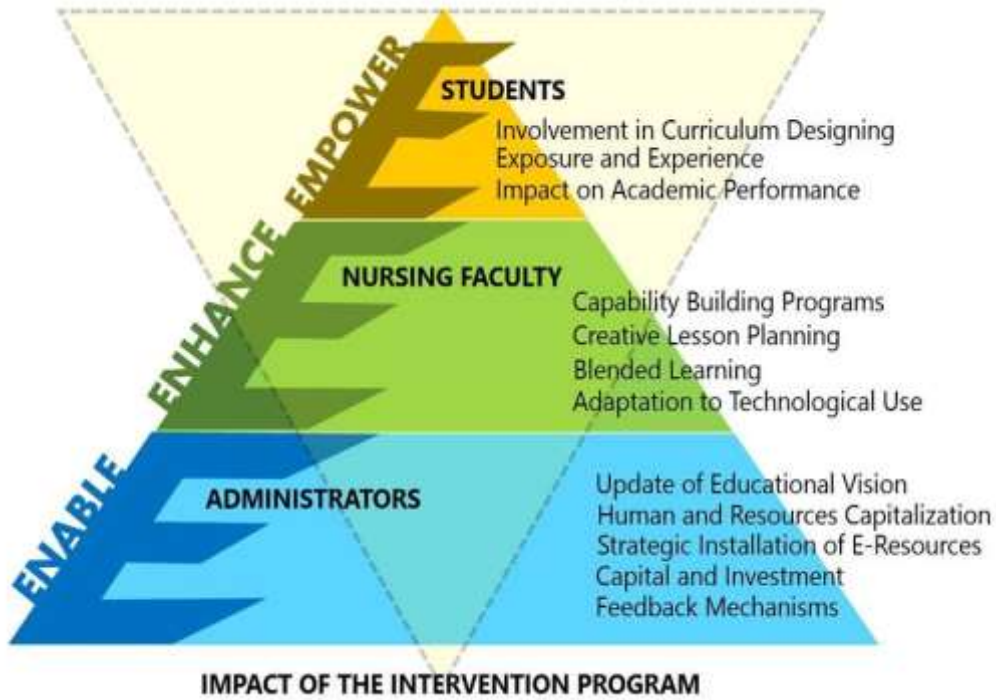 EMPOWER
STUDENTS
Involvement in Curriculum Designing
Exposure and Experience
Impact on Academic Performance
ENHANCE
NURSING FACULTY
Capability Building Programs
Creative Lesson Planning
Blended Learning
Adaptation to Technological Use
ENABLE
ADMINISTRATORS
Update of Educational Vision
Human and Resources Capitalization
Strategic Installation of E-Resources
Capital and Investment
Feedback Mechanisms
IMPACT OF THE INTERVENTION PROGRAM